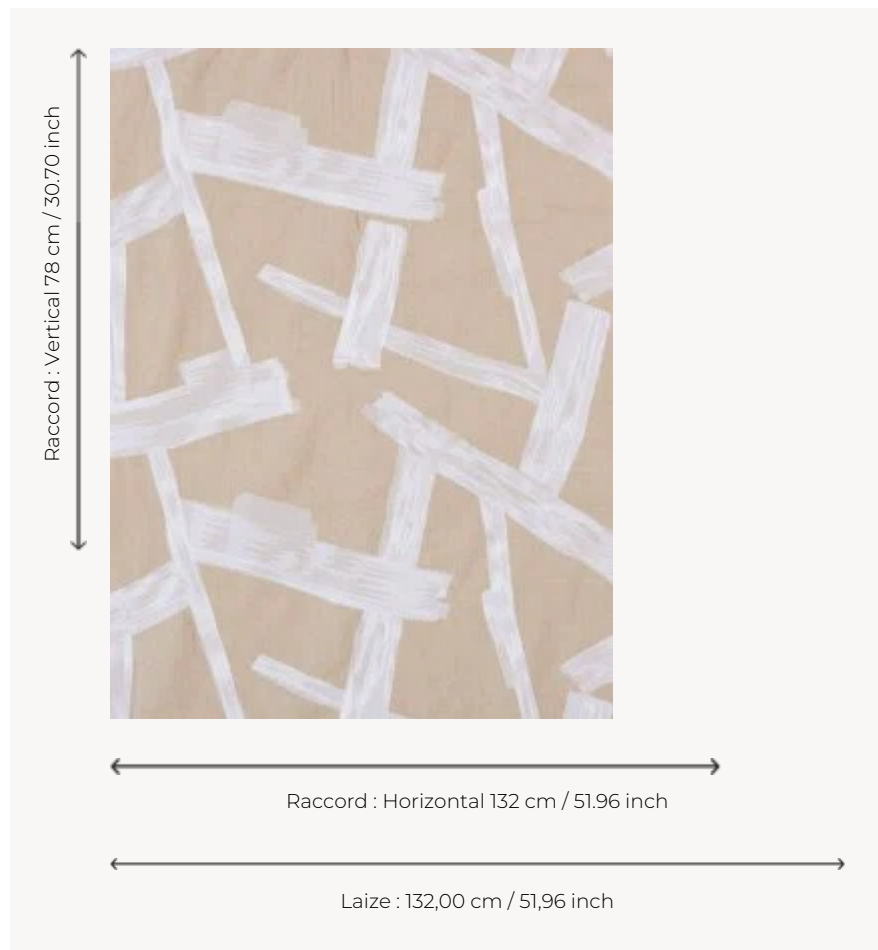 Raccord : Vertical 78 cm / 30.70 inch
Raccord : Horizontal 132 cm / 51.96 inch
Laize : 132,00 cm / 51,96 inch